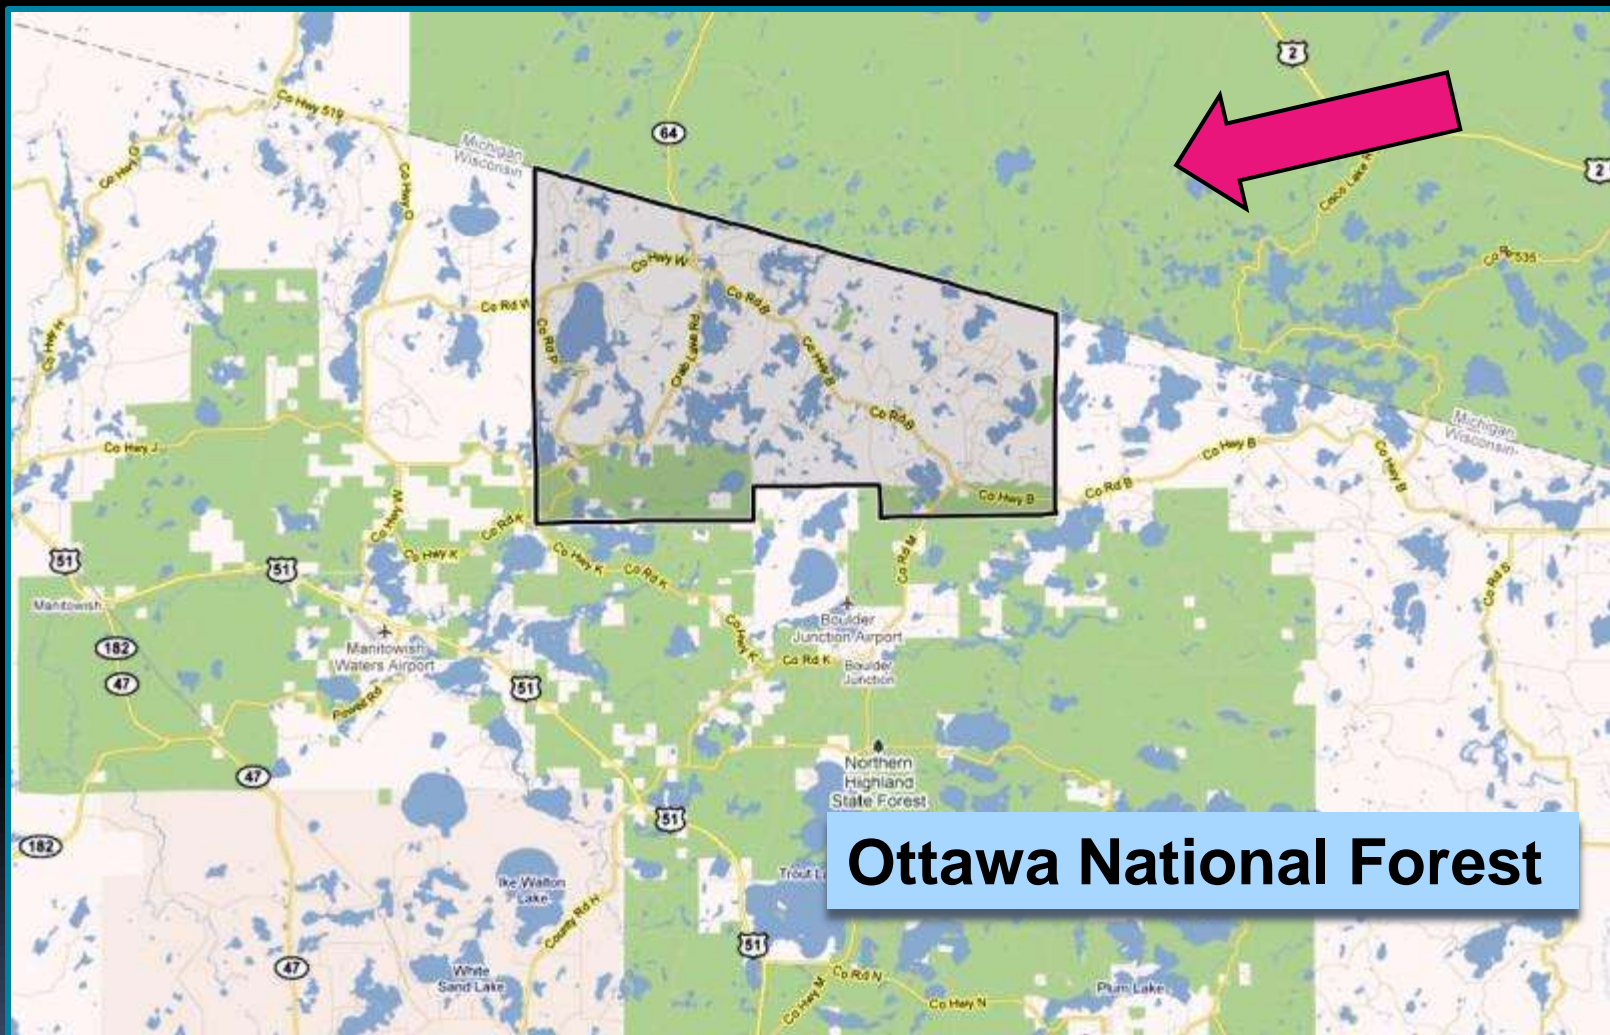 2
Co Hwy 519
64
Michigan
Wisconsin
2
Co Hwy G
Co Hwy O
Co Hwy W
Co Rd 535
Co Rd W
Co Rd B
Co Hwy H
Co Rd P
Crab Lake Rd
Co Hwy B
Co Rd B
Michigan
Wisconsin
Co Hwy J
Co Hwy B
Co Hwy B
Co Rd B
Co Hwy B
Co Hwy W
Co Rd K
Co Hwy K
Co Hwy K
Co Rd K
Co Rd M
51
51
Co Rd S
Manitowish
Boulder
Junction Airport
182
Manitowish
Waters Airport
Co Hwy K
Co Rd K
Boulder
Junction
47
51
Powell Rd
47
Northern
Highland
State Forest
51
182
Ottawa National Forest
Ike Walton
Lake
Trout
County Rd H
51
47
White
Sand Lake
Co Rd N
Co Hwy M
Co Hwy N
Plum Lake